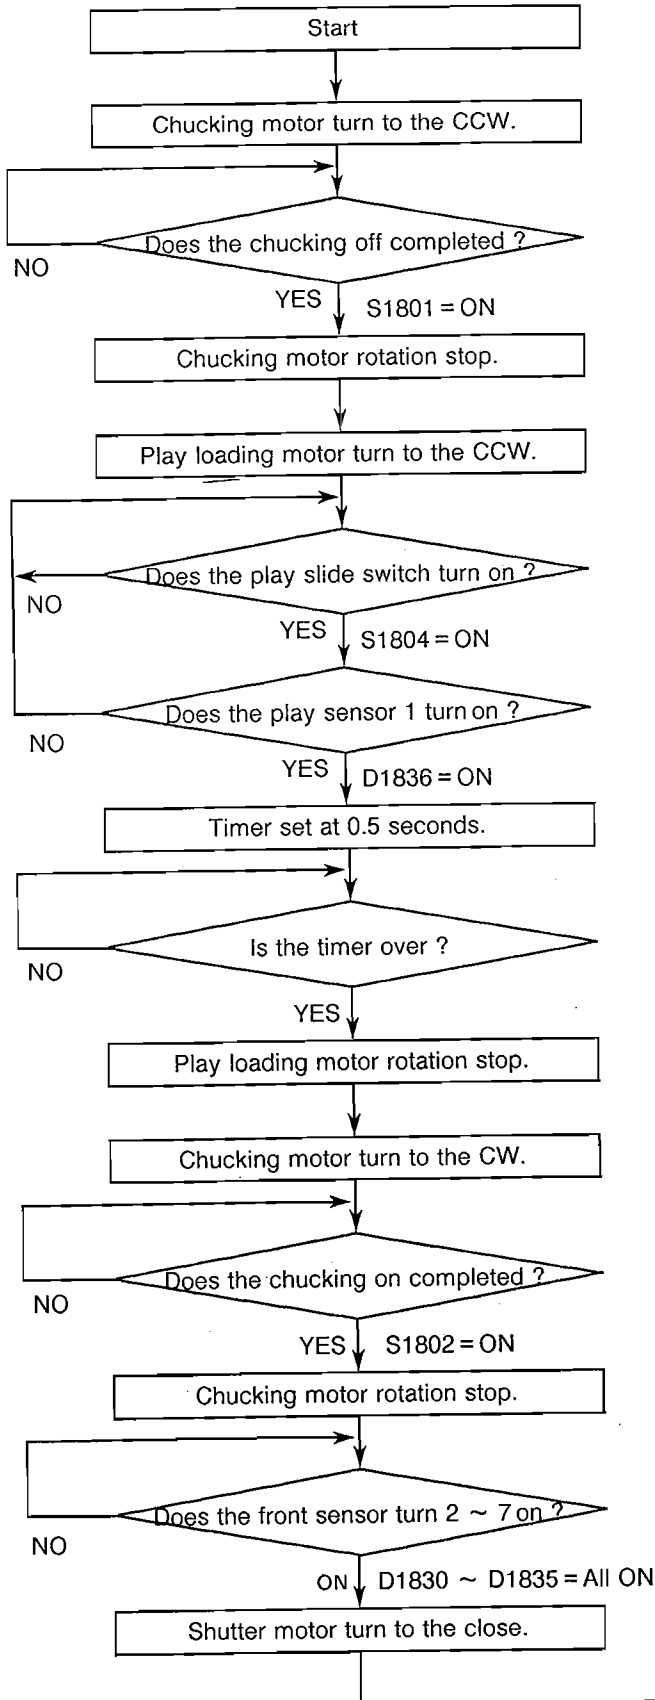 Start
Chucking motor turn to the CCW.
Does the chucking off completed ?
NO
YES
S1801 = ON
Chucking motor rotation stop.
Play loading motor turn to the CCW.
Does the play slide switch turn on ?
NO
YES
S1804 = ON
Does the play sensor 1 turn on ?
NO
YES
D1836 = ON
Timer set at 0.5 seconds.
Is the timer over ?
NO
YES
Play loading motor rotation stop.
Chucking motor turn to the CW.
Does the chucking on completed ?
NO
YES
S1802 = ON
Chucking motor rotation stop.
Does the front sensor turn 2 ~ 7 on ?
NO
ON
D1830 ~ D1835 = All ON
Shutter motor turn to the close.